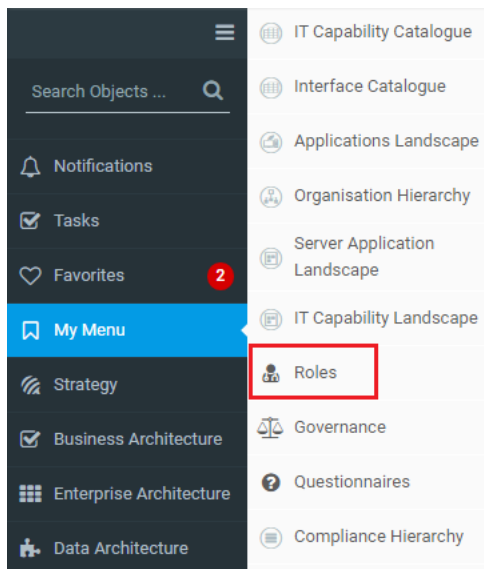 Search Objects ...
Notifications
Tasks
Favorites 2
My Menu
Strategy
Business Architecture
Enterprise Architecture
Data Architecture
IT Capability Catalogue
Interface Catalogue
Applications Landscape
Organisation Hierarchy
Server Application
Landscape
IT Capability Landscape
Roles
Governance
Questionnaires
Compliance Hierarchy